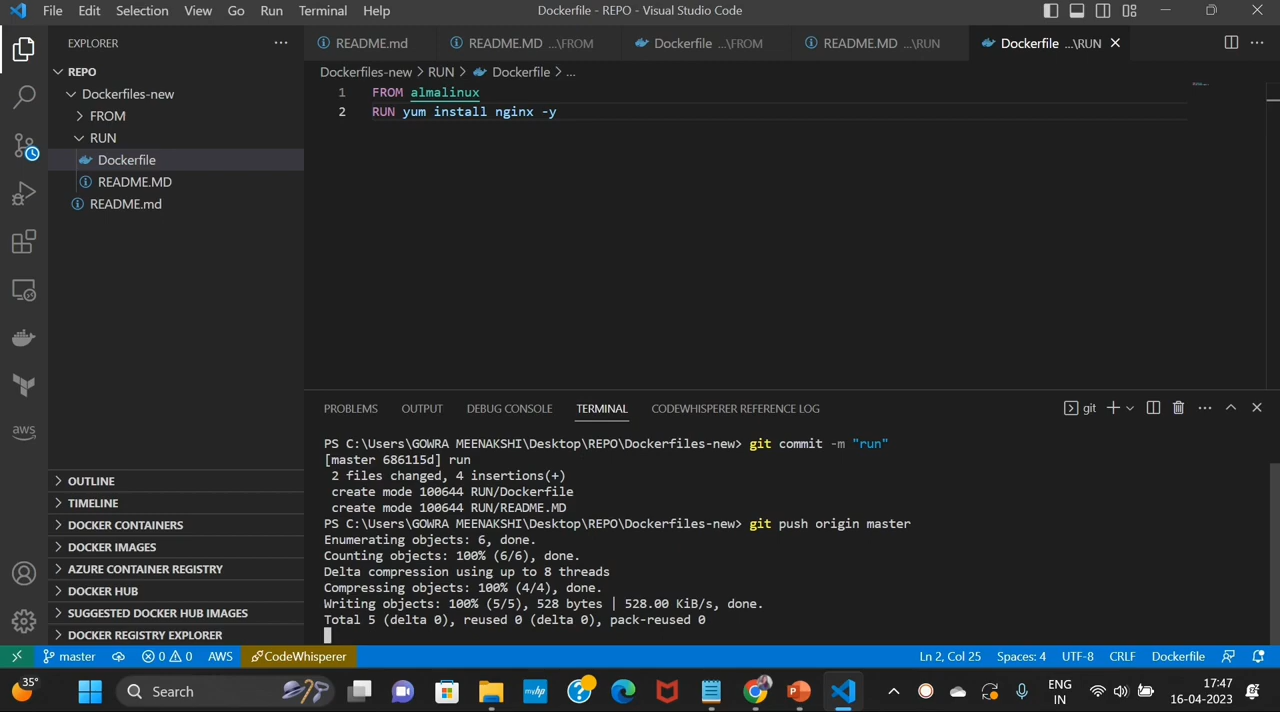 File Edit Selection View Go Run Terminal Help
Dockerfile - REPO - Visual Studio Code
EXPLORER
README.md
README.MD ...\FROM
Dockerfile ...\FROM
README.MD ...\RUN
Dockerfile ...\RUN
REPO
Dockerfiles-new
FROM
RUN
Dockerfile
README.MD
README.md
Dockerfiles-new > RUN > Dockerfile > ...
1 FROM almalinux
2 RUN yum install nginx -y
OUTLINE
TIMELINE
DOCKER CONTAINERS
DOCKER IMAGES
AZURE CONTAINER REGISTRY
DOCKER HUB
SUGGESTED DOCKER HUB IMAGES
DOCKER REGISTRY EXPLORER
PROBLEMS OUTPUT DEBUG CONSOLE TERMINAL CODEWHISPERER REFERENCE LOG
git
PS C:\Users\GOWRA MEENAKSHI\Desktop\REPO\Dockerfiles-new> git commit -m "run"
[master 686115d] run
2 files changed, 4 insertions(+)
create mode 100644 RUN/Dockerfile
create mode 100644 RUN/README.MD
PS C:\Users\GOWRA MEENAKSHI\Desktop\REPO\Dockerfiles-new> git push origin master
Enumerating objects: 6, done.
Counting objects: 100% (6/6), done.
Delta compression using up to 8 threads
Compressing objects: 100% (4/4), done.
Writing objects: 100% (5/5), 528 bytes | 528.00 KiB/s, done.
Total 5 (delta 0), reused 0 (delta 0), pack-reused 0
aws
master 0 0 AWS CodeWhisperer
Ln 2, Col 25 Spaces: 4 UTF-8 CRLF Dockerfile
35°
Search
myhp
ENG
IN
17:47
16-04-2023